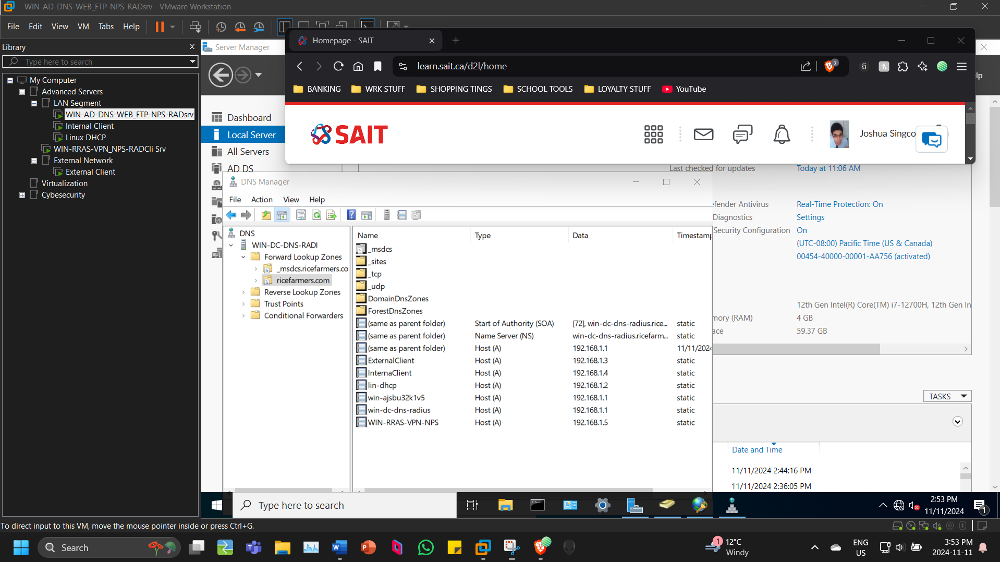 WIN-AD-DNS-WEB_FTP-NPS-RADsrv - VMware Workstation
File Edit View VM Tabs Help
Library
Type here to search
My Computer
Advanced Servers
LAN Segment
WIN-AD-DNS-WEB_FTP-NPS-RADsrv
Internal Client
Linux DHCP
WIN-RRAS-VPN_NPS-RADCli Srv
External Network
External Client
Virtualization
Cybesecurity
Server Manager
Dashboard
Local Server
All Servers
AD DS
Homepage - SAIT
learn.sait.ca/d2l/home
3
BANKING WRK STUFF SHOPPING TINGS SCHOOL TOOLS LOYALTY STUFF YouTube
SAIT
Joshua Singco
lp
Last checked for updates Today at 11:06 AM
efender Antivirus Real-Time Protection: On
Diagnostics Settings
Security Configuration On
(UTC-08:00) Pacific Time (US & Canada)
00454-40000-00001-AA756 (activated)
12th Gen Intel(R) Core(TM) i7-12700H, 12th Gen In
mory (RAM) 4 GB
ace 59.37 GB
TASKS
Date and Time
11/11/2024 2:44:16 PM
11/11/2024 2:36:05 PM
DNS Manager
File Action View Help
DNS
WIN-DC-DNS-RADI
Forward Lookup Zones
_msdcs.ricefarmers.co
ricefarmers.com
Reverse Lookup Zones
Trust Points
Conditional Forwarders
Name Type Data Timestamp
_msdcs
_sites
_tcp
_udp
DomainDnsZones
ForestDnsZones
(same as parent folder) Start of Authority (SOA) [72], win-dc-dns-radius.rice... static
(same as parent folder) Name Server (NS) win-dc-dns-radius.ricefarm... static
(same as parent folder) Host (A) 192.168.1.1 11/11/2024
ExternalClient Host (A) 192.168.1.3 static
InternaClient Host (A) 192.168.1.4 static
lin-dhcp Host (A) 192.168.1.2 static
win-ajsbu32k1v5 Host (A) 192.168.1.1 static
win-dc-dns-radius Host (A) 192.168.1.1 static
WIN-RRAS-VPN-NPS Host (A) 192.168.1.5 static
Type here to search
2:53 PM
11/11/2024
1
To direct input to this VM, move the mouse pointer inside or press Ctrl+G.
Search
1
12°C
Windy
ENG
US
3:53 PM
2024-11-11